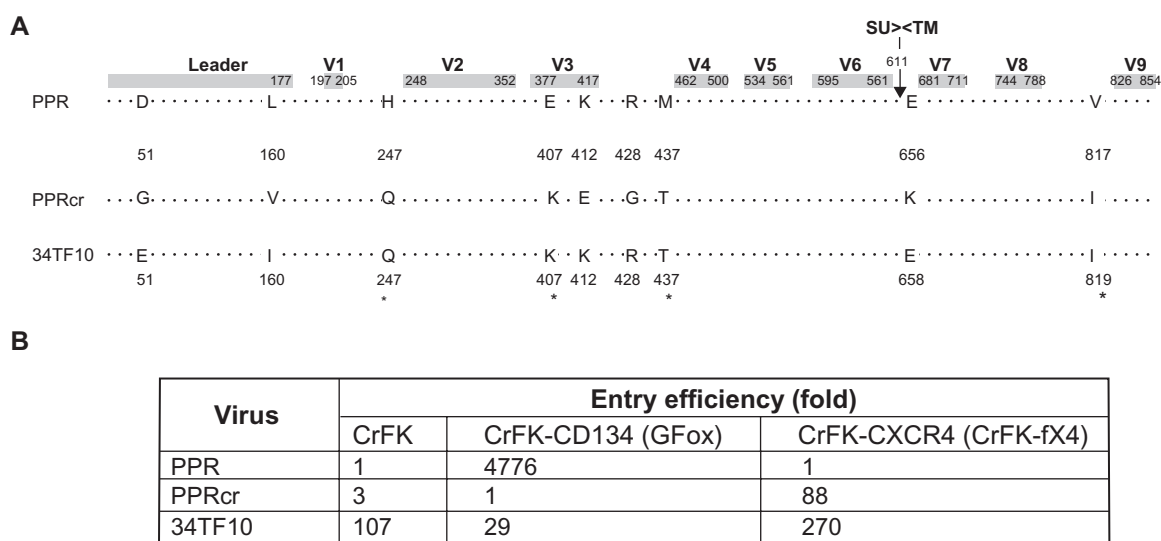 A
SU><TM
Leader V1 V2 V3 V4 V5 V6 611 V7 V8 V9
177 197 205 248 352 377 417 462 500 534 561 595 561 681 711 744 788 826 854
PPR ···D·········L········H··········E·K··R·M···············E···········V····
51 160 247 407 412 428 437 656 817
PPRcr ···G·········V········Q··········K·E··G··T···············K···········I·····
34TF10 ···E·········I········Q··········K·K··R··T···············E···········I·····
51 160 247 407 412 428 437 658 819
* * * *
B
Virus Entry efficiency (fold)
CrFK CrFK-CD134 (GFox) CrFK-CXCR4 (CrFK-fX4)
PPR 1 4776 1
PPRcr 3 1 88
34TF10 107 29 270